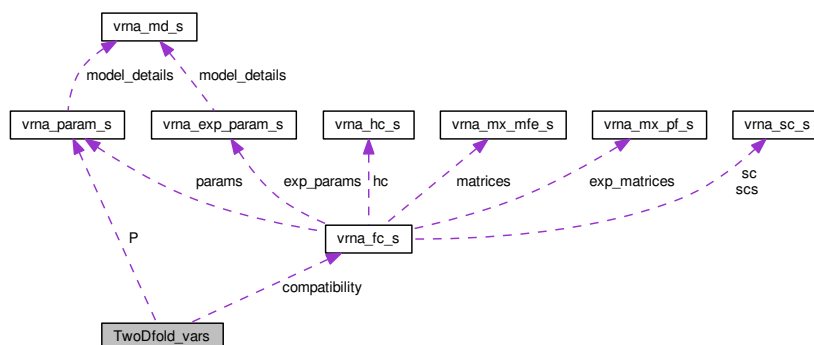 vrna_md_s
model_details
model_details
vrna_param_s
vrna_exp_param_s
vrna_hc_s
vrna_mx_mfe_s
vrna_mx_pf_s
vrna_sc_s
params
exp_params
hc
matrices
exp_matrices
sc
scs
P
vrna_fc_s
compatibility
TwoDfold_vars